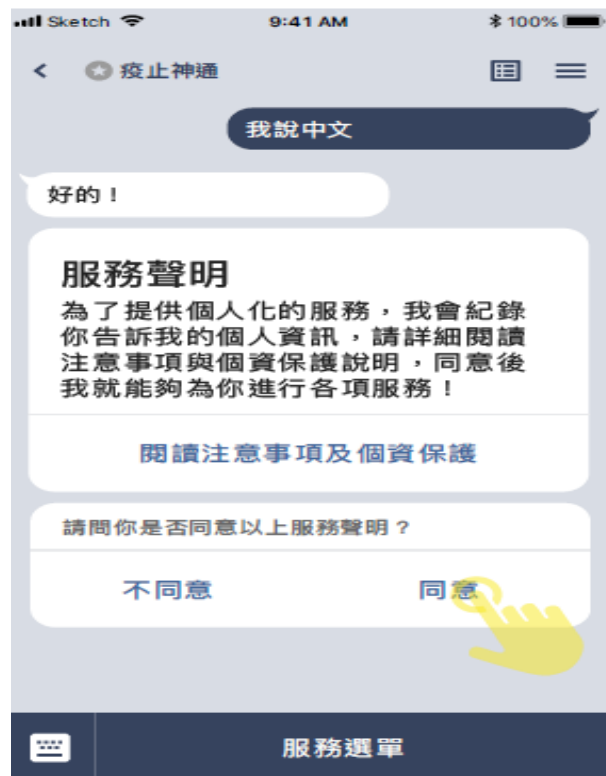 Sketch 9:41 AM 100%
疫止神通
我說中文
好的！
服務聲明
為了提供個人化的服務，我會紀錄
你告訴我的個人資訊，請詳細閱讀
注意事項與個資保護說明，同意後
我就能夠為你進行各項服務！
閱讀注意事項及個資保護
請問你是否同意以上服務聲明？
不同意 同意
服務選單